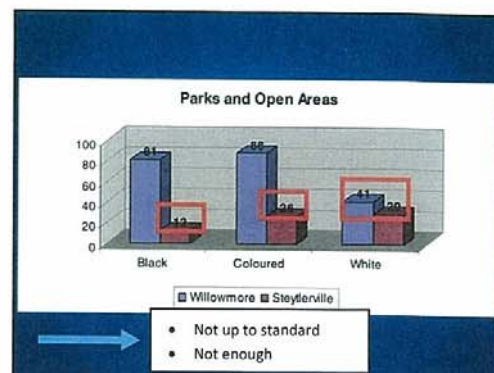 Parks and Open Areas
100
80
60
40
20
0
81
13
41
Black
Coloured
White
Willowmore
Steytlerville
• Not up to standard
• Not enough